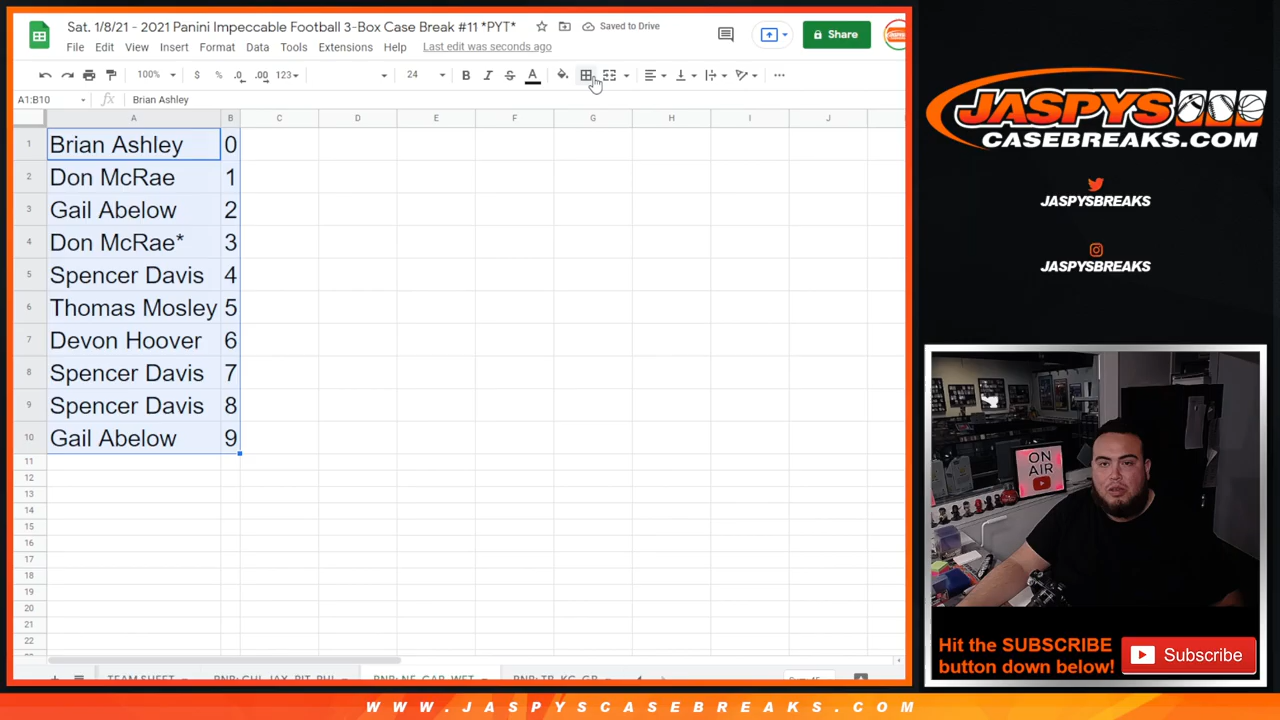 Sat. 1/8/21 - 2021 Panini Impeccable Football 3-Box Case Break #11 *PYT*
Saved to Drive
Share
File Edit View Insert Format Data Tools Extensions Help Last edit was seconds ago
100% $ % .0 .00 123 24 B I S A
A1:B10 fx Brian Ashley
A B C D E F G H I J
1 Brian Ashley 0
2 Don McRae 1
3 Gail Abelow 2
4 Don McRae* 3
5 Spencer Davis 4
6 Thomas Mosley 5
7 Devon Hoover 6
8 Spencer Davis 7
9 Spencer Davis 8
10 Gail Abelow 9
11
12
13
14
15
16
17
18
19
20
21
22
TEAM SHEET
JASPYS
CASEBREAKS.COM
JASPYSBREAKS
JASPYSBREAKS
ON
AIR
Hit the SUBSCRIBE
button down below!
Subscribe
WWW.JASPYSCASEBREAKS.COM